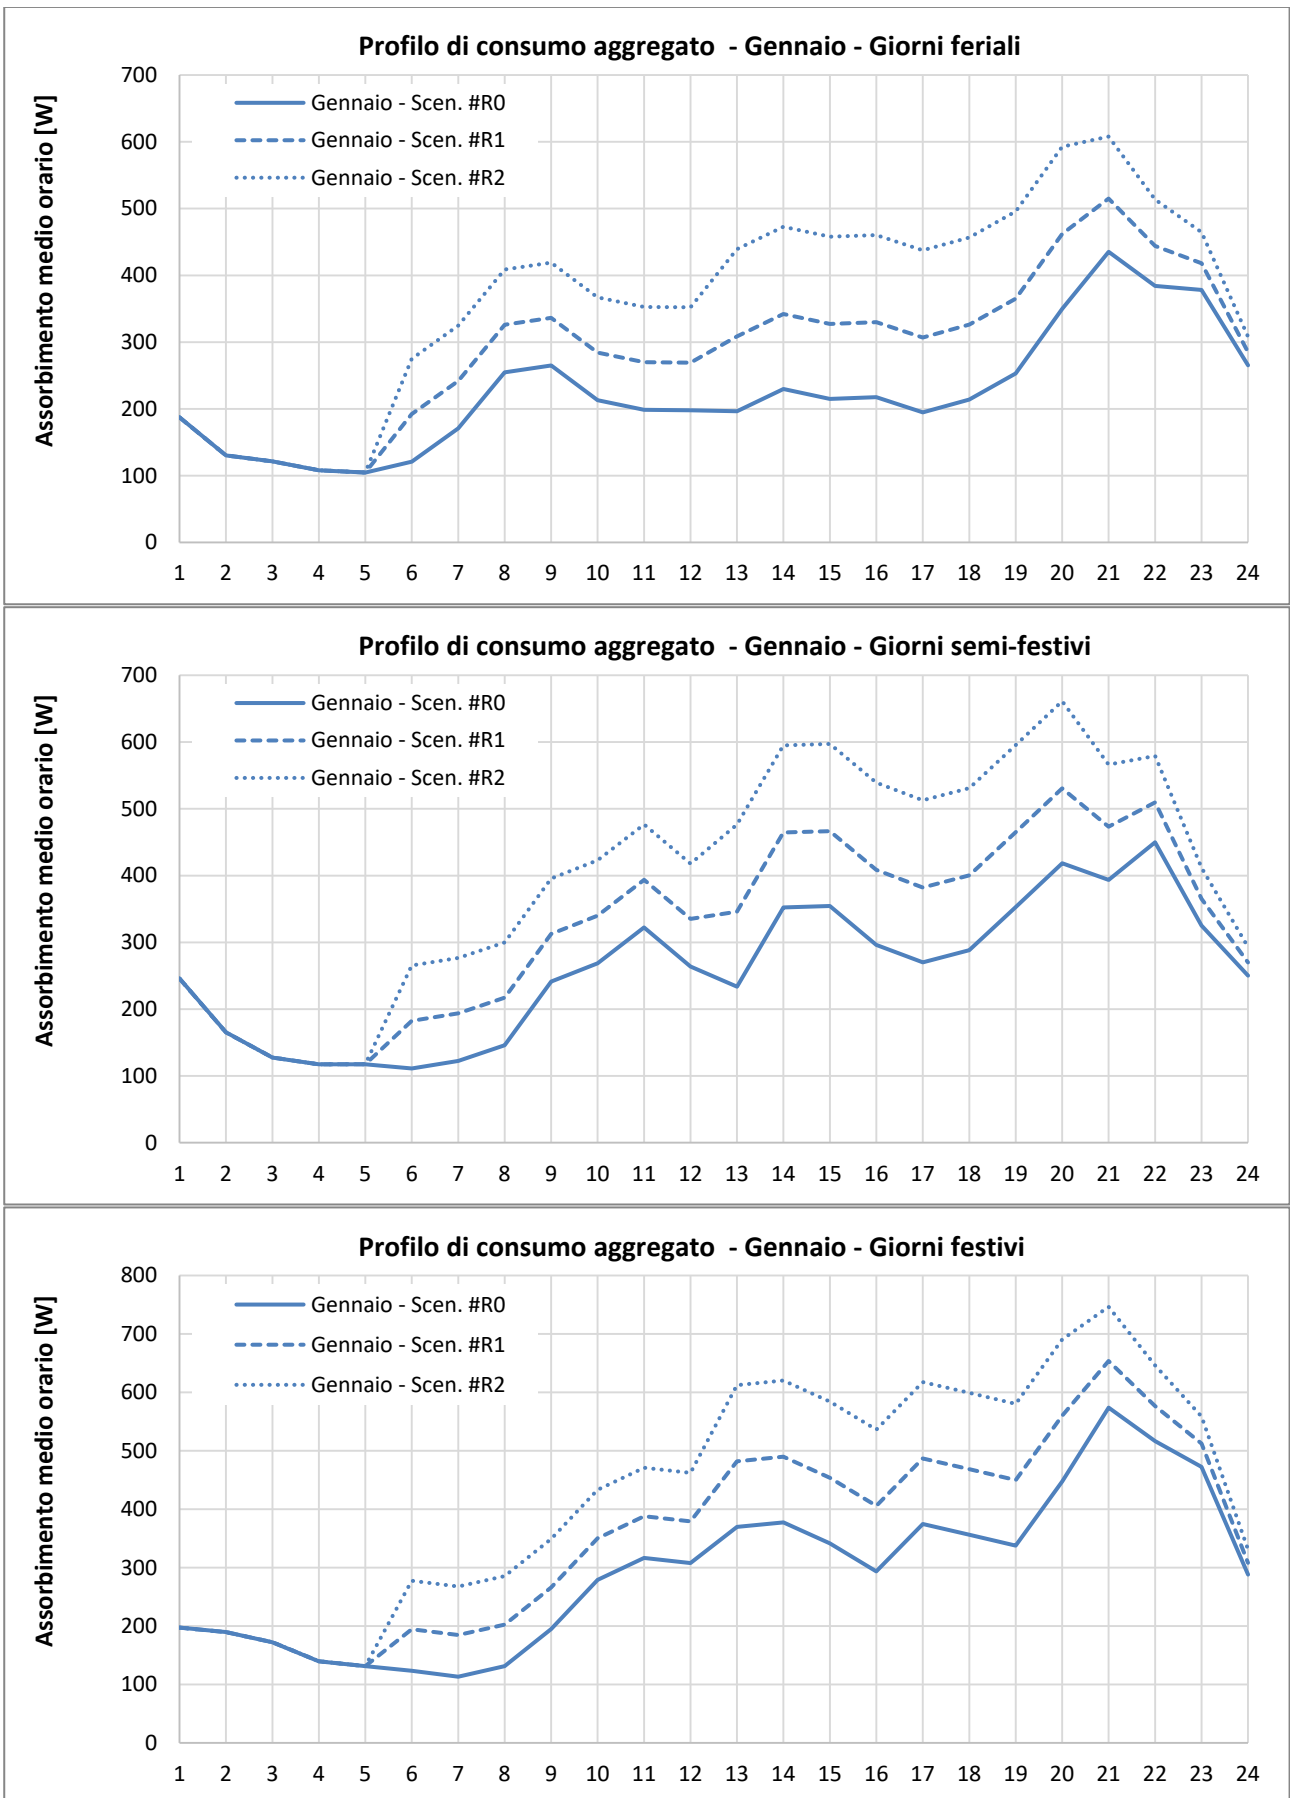 Profilo di consumo aggregato - Gennaio - Giorni feriali
Assorbimento medio orario [W]
700
600
500
400
300
200
100
0
Gennaio - Scen. #R0
Gennaio - Scen. #R1
Gennaio - Scen. #R2
1 2 3 4 5 6 7 8 9 10 11 12 13 14 15 16 17 18 19 20 21 22 23 24
Profilo di consumo aggregato - Gennaio - Giorni semi-festivi
Assorbimento medio orario [W]
700
600
500
400
300
200
100
0
Gennaio - Scen. #R0
Gennaio - Scen. #R1
Gennaio - Scen. #R2
1 2 3 4 5 6 7 8 9 10 11 12 13 14 15 16 17 18 19 20 21 22 23 24
Profilo di consumo aggregato - Gennaio - Giorni festivi
Assorbimento medio orario [W]
800
700
600
500
400
300
200
100
0
Gennaio - Scen. #R0
Gennaio - Scen. #R1
Gennaio - Scen. #R2
1 2 3 4 5 6 7 8 9 10 11 12 13 14 15 16 17 18 19 20 21 22 23 24